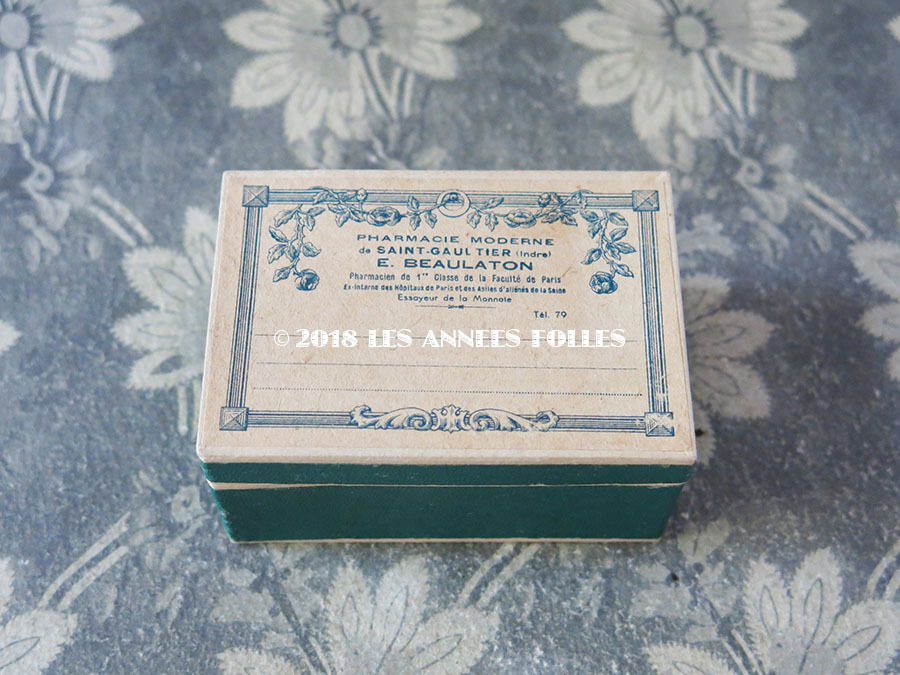 PHARMACIE MODERNE
de SAINT-GAULTIER (Indre)
E. BEAULATON
Pharmacien de 1re Classe de la Faculté de Paris
Ex-Interne des Hôpitaux de Paris et des Asiles d'aliénés de la Seine
Essayeur de la Monnoie
Tél. 79
© 2018 LES ANNEES FOLLES